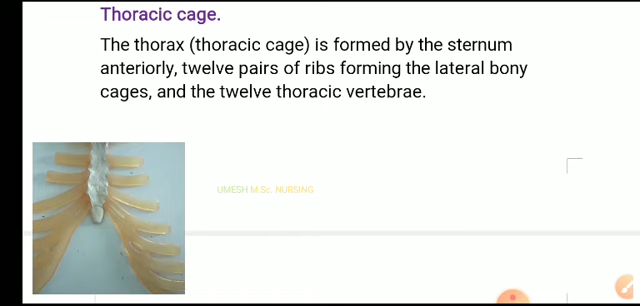 Thoracic cage.
The thorax (thoracic cage) is formed by the sternum
anteriorly, twelve pairs of ribs forming the lateral bony
cages, and the twelve thoracic vertebrae.
UMESH M Sc. NURSING